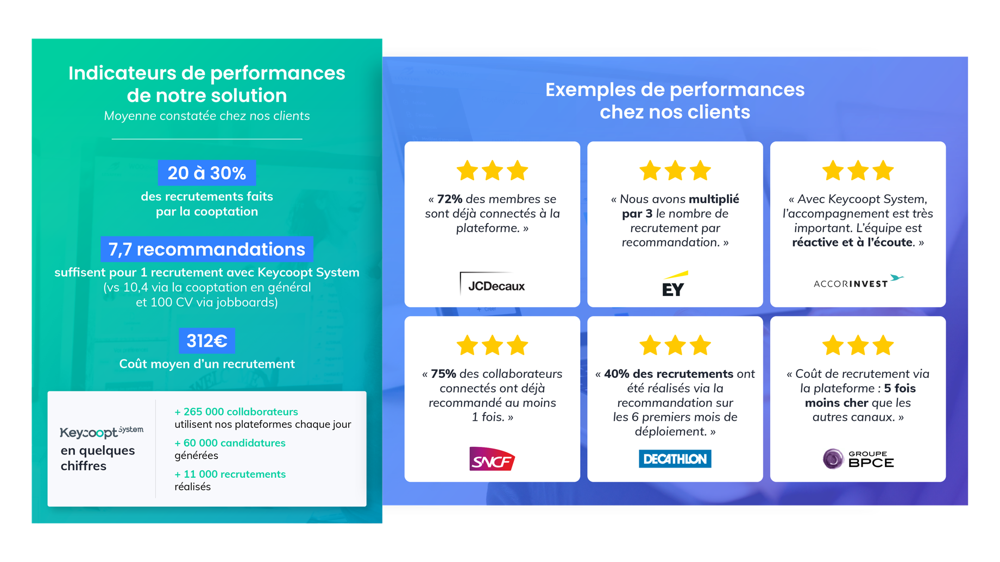 Indicateurs de performances
de notre solution
Moyenne constatée chez nos clients
20 à 30%
des recrutements faits
par la cooptation
7,7 recommandations
suffisent pour 1 recrutement avec Keycoopt System
(vs 10,4 via la cooptation en général
et 100 CV via jobboards)
312€
Coût moyen d’un recrutement
Keycoopt System
en quelques
chiffres
+ 265 000 collaborateurs
utilisent nos plateformes chaque jour
+ 60 000 candidatures
générées
+ 11 000 recrutements
réalisés
Exemples de performances
chez nos clients
« 72% des membres se
sont déjà connectés à la
plateforme. »
JCDecaux
« Nous avons multiplié
par 3 le nombre de
recrutement par
recommandation. »
EY
« Avec Keycoopt System,
l’accompagnement est très
important. L’équipe est
réactive et à l’écoute. »
ACCORINVEST
+ Créer
« 75% des collaborateurs
connectés ont déjà
recommandé au moins
1 fois. »
SNCF
« 40% des recrutements ont
été réalisés via la
recommandation sur
les 6 premiers mois de
déploiement. »
DECATHLON
« Coût de recrutement via
la plateforme : 5 fois
moins cher que les
autres canaux. »
GROUPE
BPCE